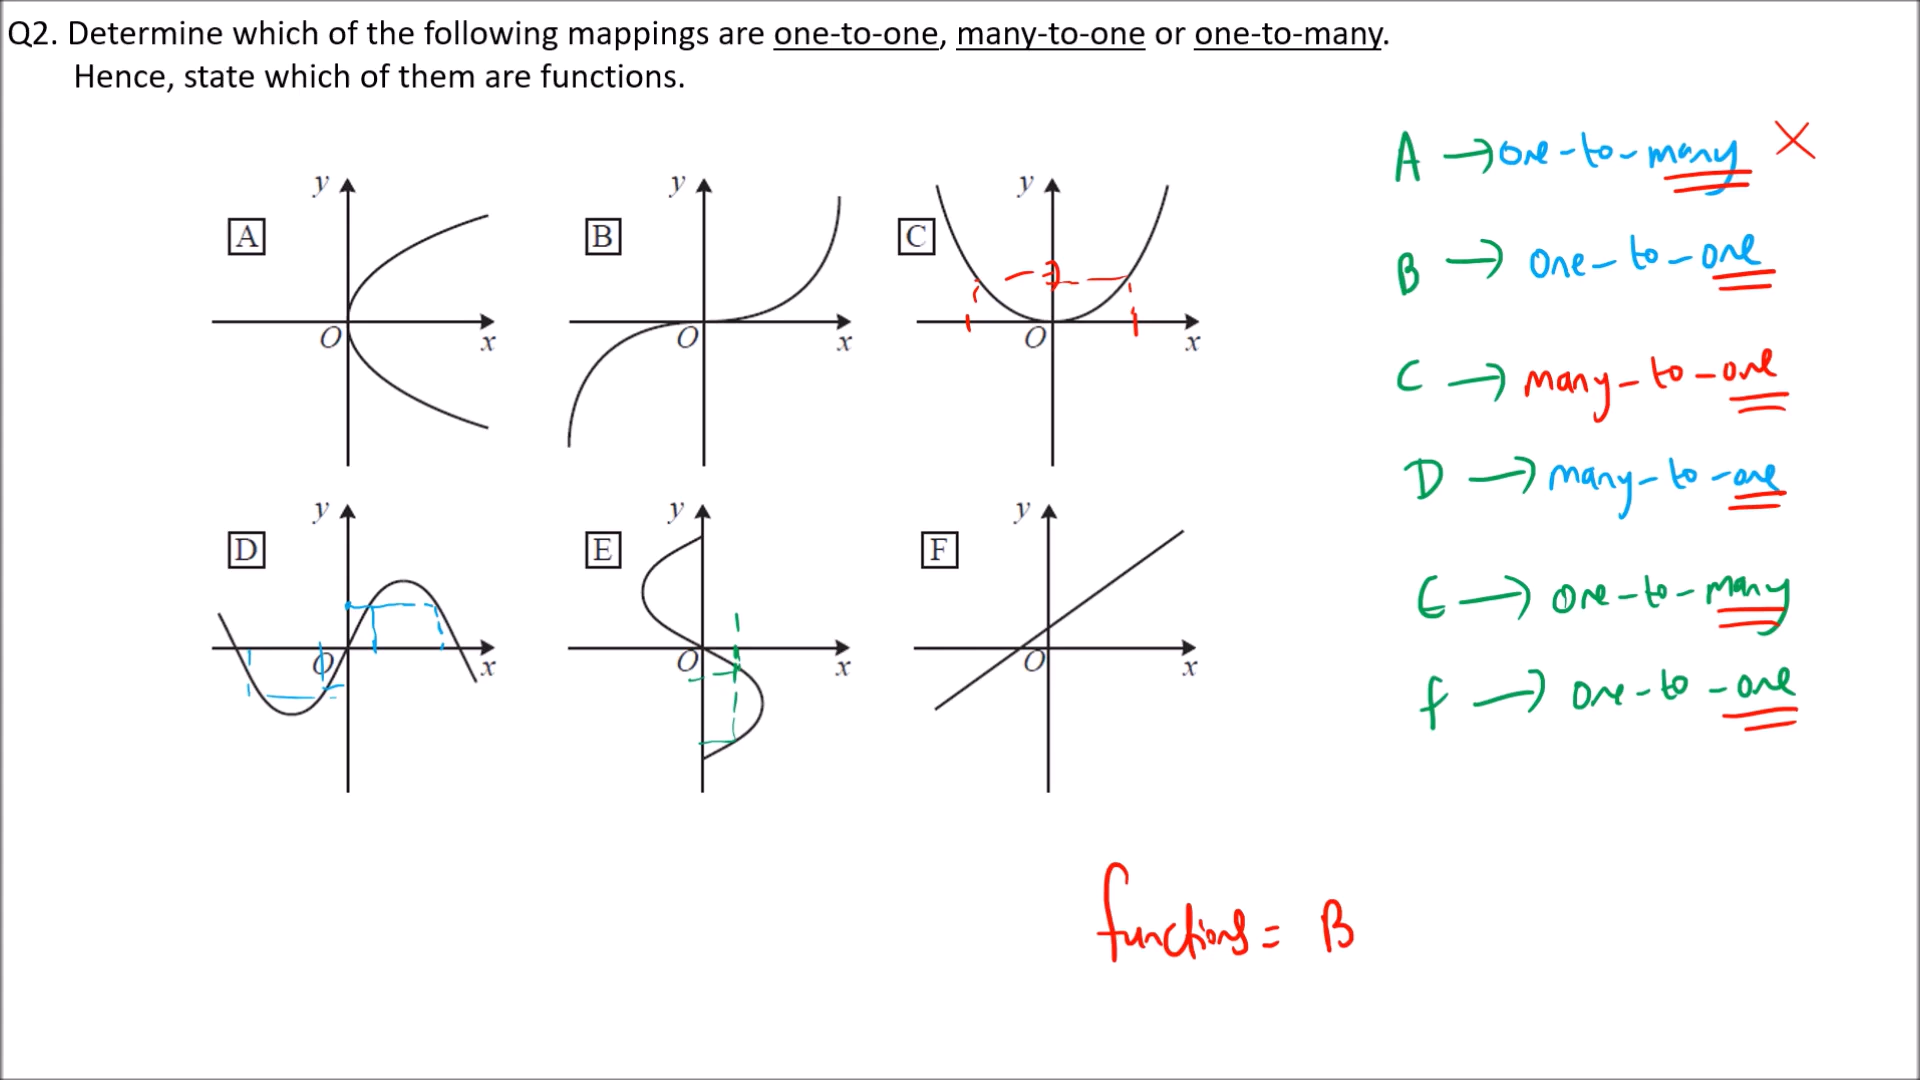 Q2. Determine which of the following mappings are one-to-one, many-to-one or one-to-many.
Hence, state which of them are functions.
A
y
O
x
B
y
O
x
C
y
O
x
D
y
O
x
E
y
O
x
F
y
O
x
A → one-to-many ×
B → one-to-one
C → many-to-one
D → many-to-one
E → one-to-many
f → one-to-one
functions = B